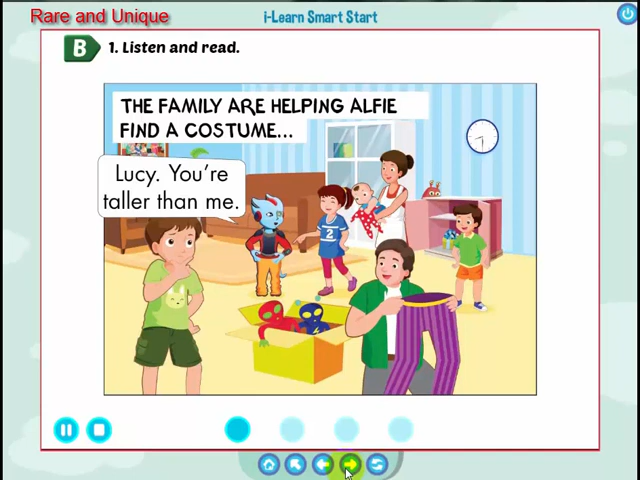 Rare and Unique
i-Learn Smart Start
B 1. Listen and read.
THE FAMILY ARE HELPING ALFIE
FIND A COSTUME...
Lucy. You're
taller than me.
2